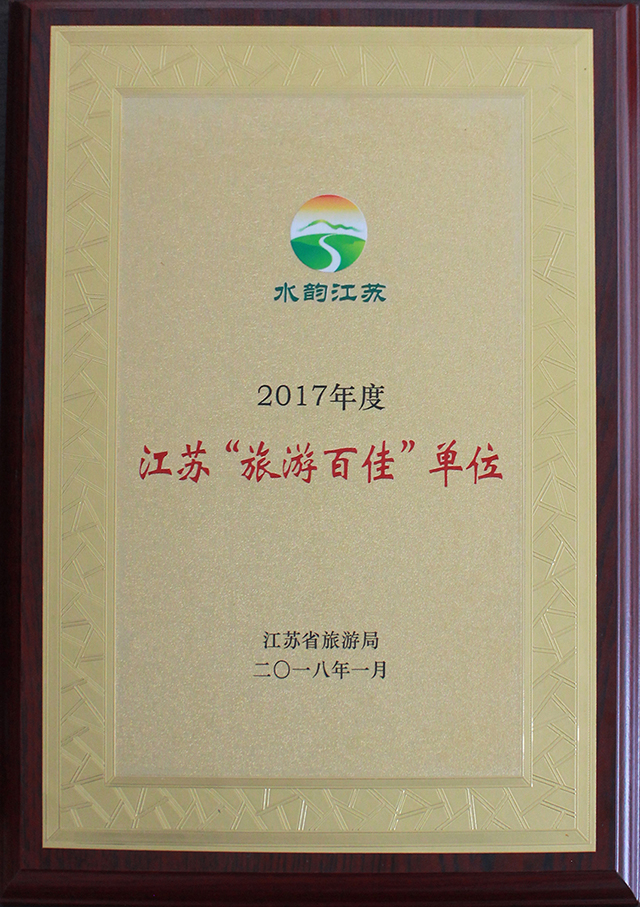 水韵江苏
2017年度
江苏“旅游百佳”单位
江苏省旅游局
二〇一八年一月